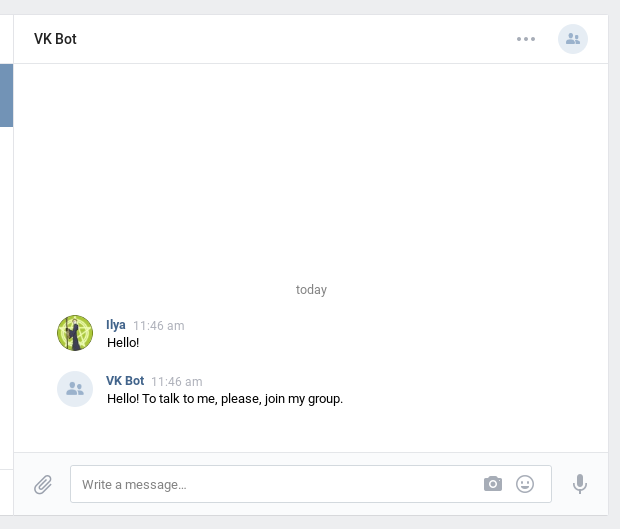 VK Bot
today
Ilya 11:46 am
Hello!
VK Bot 11:46 am
Hello! To talk to me, please, join my group.
Write a message...